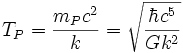 T_P = \frac{m_P c^2}{k} = \sqrt{\frac{\hbar c^5}{G k^2}}